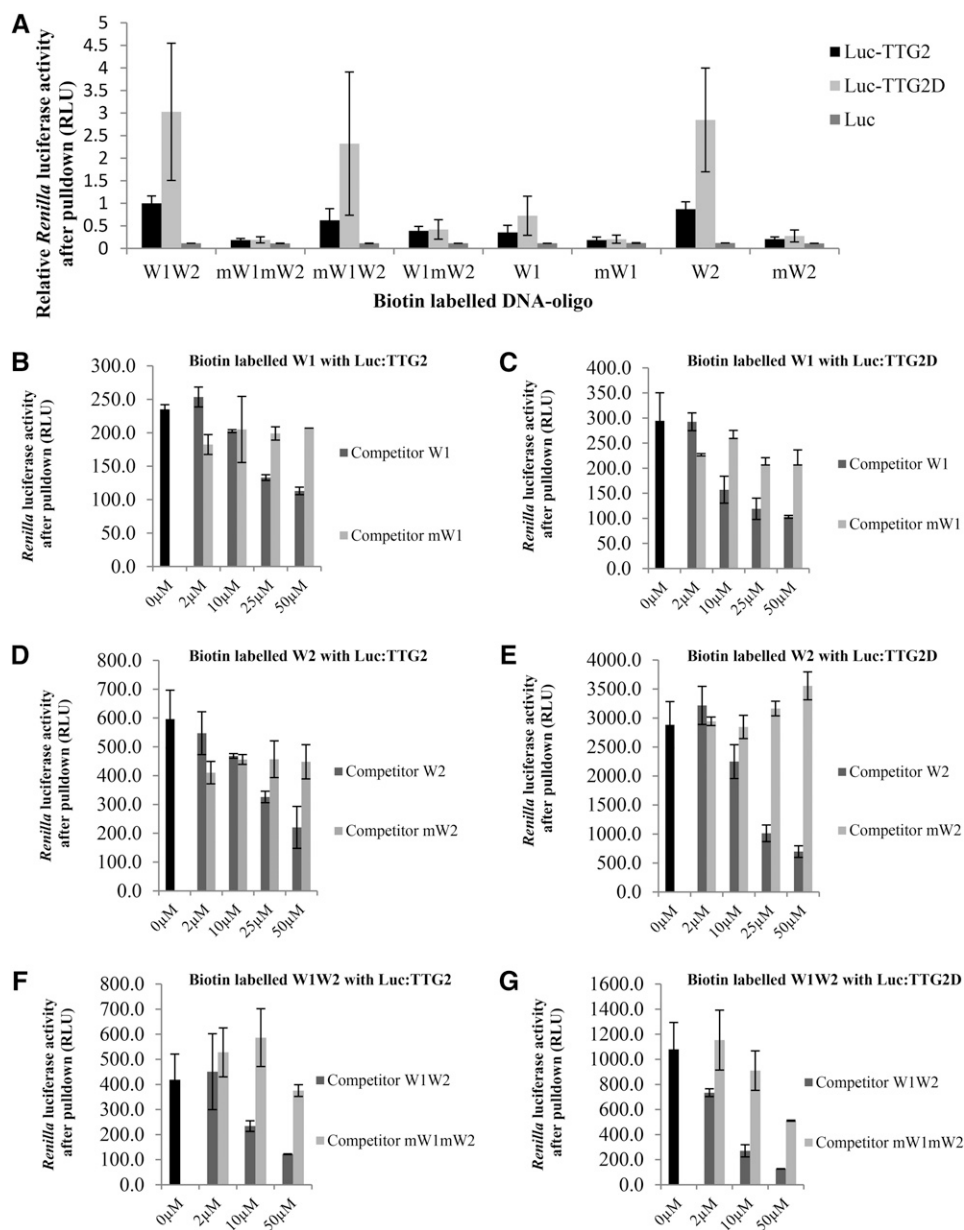 A
Relative Renilla luciferase activity
after pulldown (RLU)
5
4.5
4
3.5
3
2.5
2
1.5
1
0.5
0
Luc-TTG2
Luc-TTG2D
Luc
W1W2 mW1mW2 mW1W2 W1mW2 W1 mW1 W2 mW2
Biotin labelled DNA-oligo
B
Biotin labelled W1 with Luc:TTG2
Renilla luciferase activity
after pulldown (RLU)
300.0
250.0
200.0
150.0
100.0
50.0
0.0
Competitor W1
Competitor mW1
0μM 2μM 10μM 25μM 50μM
C
Biotin labelled W1 with Luc:TTG2D
Renilla luciferase activity
after pulldown (RLU)
400.0
350.0
300.0
250.0
200.0
150.0
100.0
50.0
0.0
Competitor W1
Competitor mW1
0μM 2μM 10μM 25μM 50μM
D
Biotin labelled W2 with Luc:TTG2
Renilla luciferase activity
after pulldown (RLU)
800.0
700.0
600.0
500.0
400.0
300.0
200.0
100.0
0.0
Competitor W2
Competitor mW2
0μM 2μM 10μM 25μM 50μM
E
Biotin labelled W2 with Luc:TTG2D
Renilla luciferase activity
after pulldown (RLU)
4000.0
3500.0
3000.0
2500.0
2000.0
1500.0
1000.0
500.0
0.0
Competitor W2
Competitor mW2
0μM 2μM 10μM 25μM 50μM
F
Biotin labelled W1W2 with Luc:TTG2
Renilla luciferase activity
after pulldown (RLU)
800.0
700.0
600.0
500.0
400.0
300.0
200.0
100.0
0.0
Competitor W1W2
Competitor mW1mW2
0μM 2μM 10μM 50μM
G
Biotin labelled W1W2 with Luc:TTG2D
Renilla luciferase activity
after pulldown (RLU)
1600.0
1400.0
1200.0
1000.0
800.0
600.0
400.0
200.0
0.0
Competitor W1W2
Competitor mW1mW2
0μM 2μM 10μM 50μM